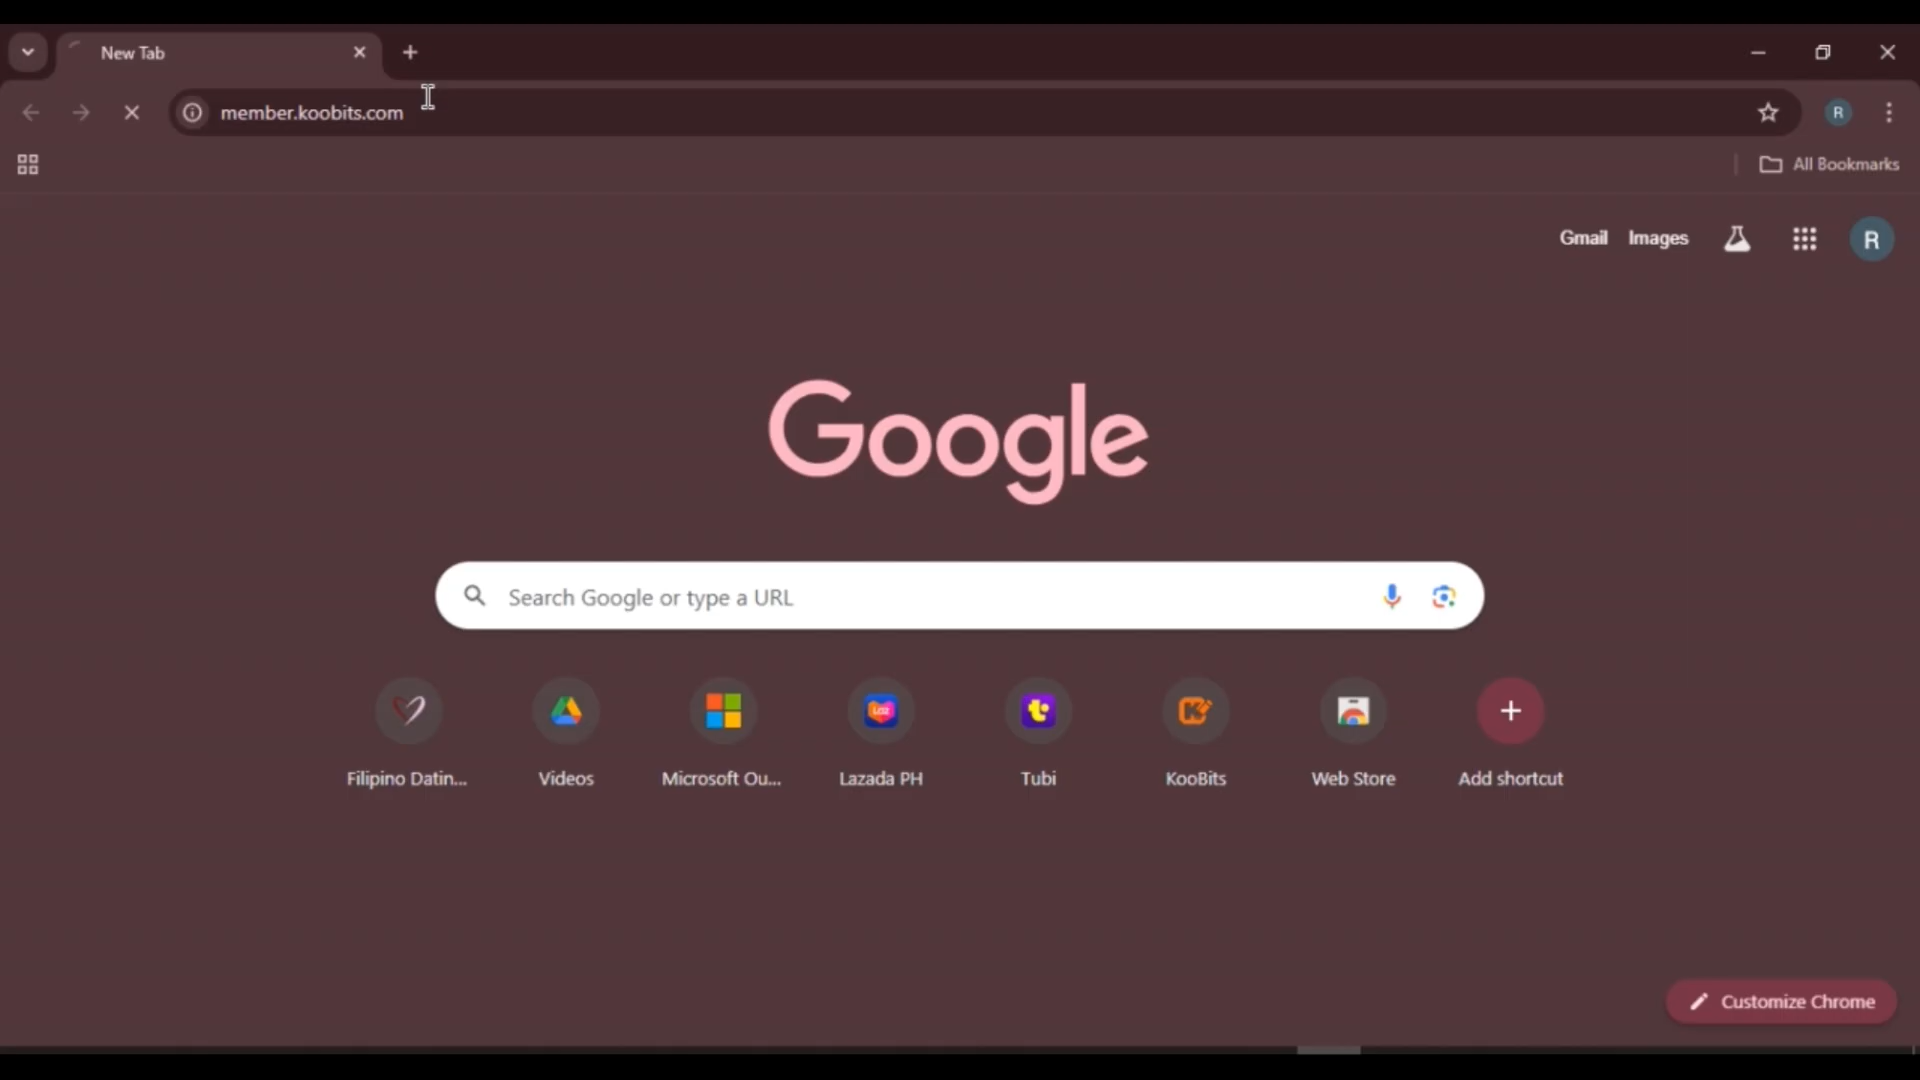 New Tab
member.koobits.com
All Bookmarks
Gmail Images
R
Google
Search Google or type a URL
Filipino Datin... Videos Microsoft Ou... Lazada PH Tubi KooBits Web Store Add shortcut
Customize Chrome